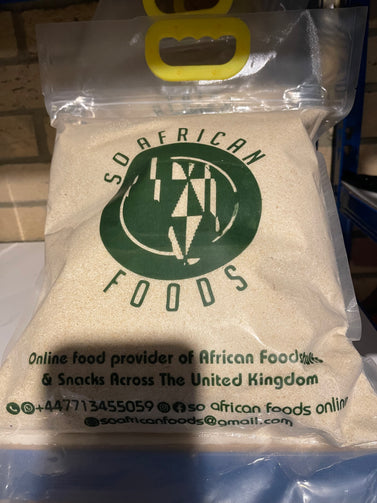 SO AFRICAN
FOODS
Online food provider of African
& Snacks Across The United Kingdom
+447713455059 so african foods online
soafricanfoods@gmail.com